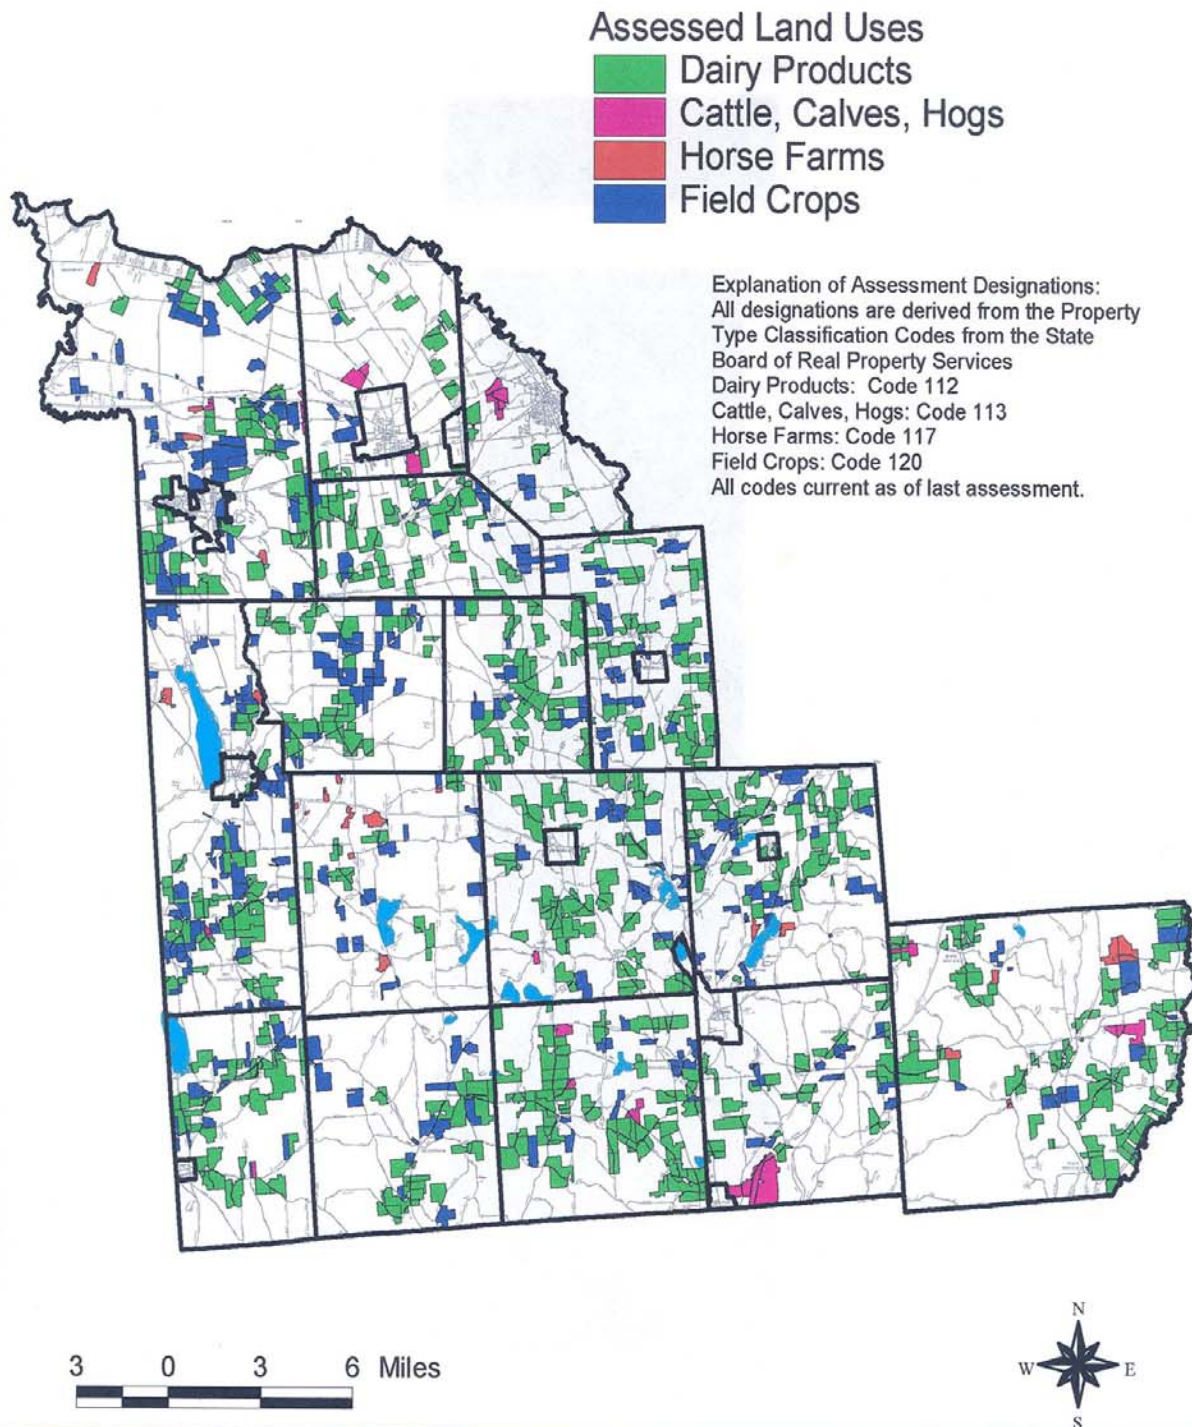 Assessed Land Uses
Dairy Products
Cattle, Calves, Hogs
Horse Farms
Field Crops
Explanation of Assessment Designations:
All designations are derived from the Property
Type Classification Codes from the State
Board of Real Property Services
Dairy Products: Code 112
Cattle, Calves, Hogs: Code 113
Horse Farms: Code 117
Field Crops: Code 120
All codes current as of last assessment.
3 0 3 6 Miles
N
W E
S